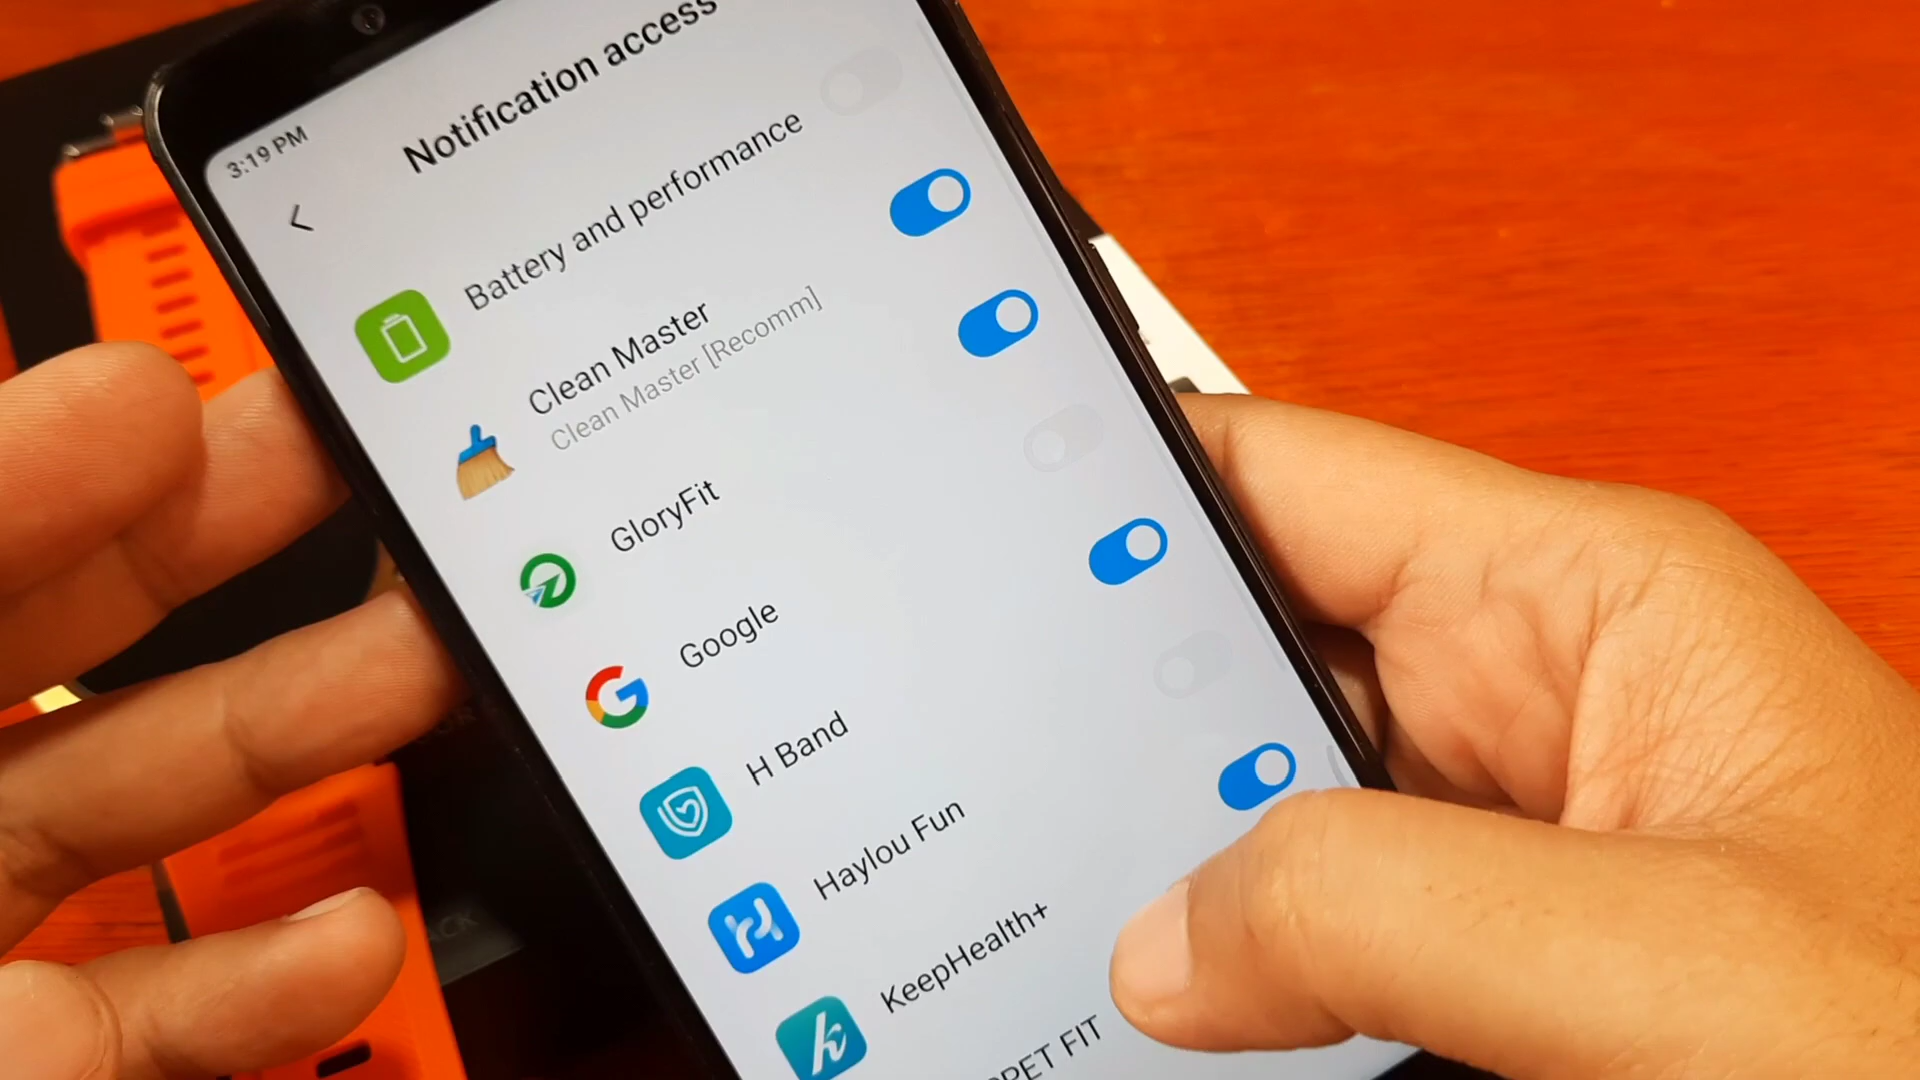 3:19 PM
Notification access
Battery and performance
Clean Master
Clean Master [Recomm]
GloryFit
Google
H Band
Haylou Fun
KeepHealth+
FIT